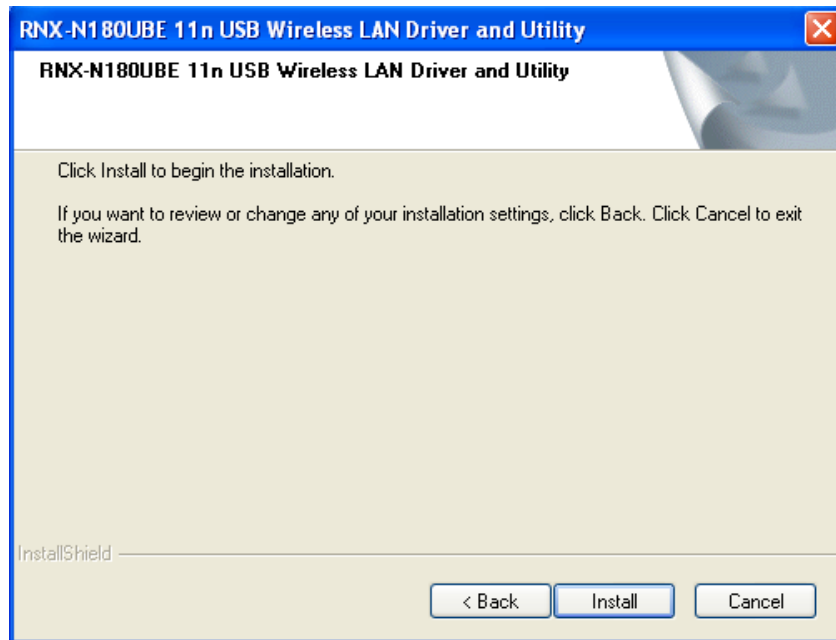 RNX-N180UBE 11n USB Wireless LAN Driver and Utility
RNX-N180UBE 11n USB Wireless LAN Driver and Utility
Click Install to begin the installation.
If you want to review or change any of your installation settings, click Back. Click Cancel to exit
the wizard.
InstallShield
< Back
Install
Cancel